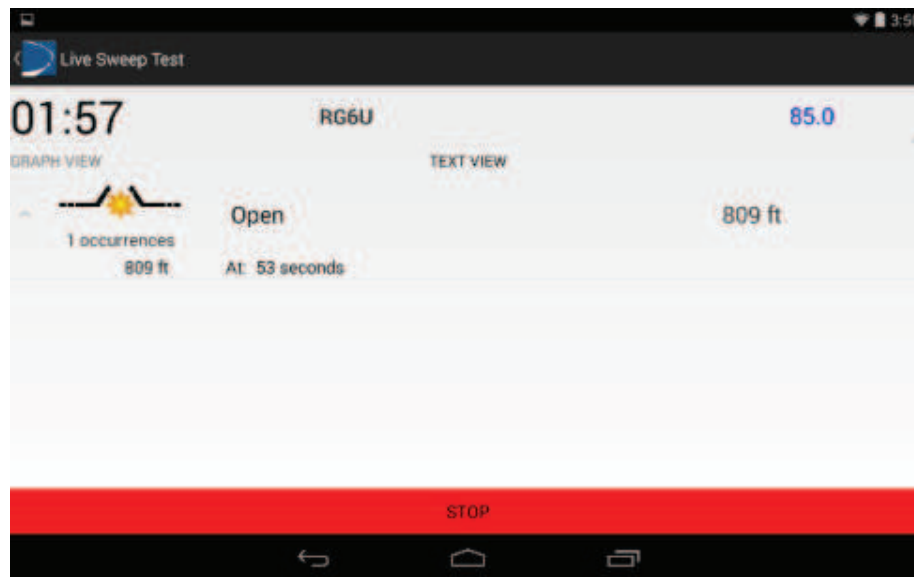 Live Sweep Test
01:57 RG6U 85.0
GRAPH VIEW TEXT VIEW
Open 809 ft
1 occurrences
809 ft At: 53 seconds
STOP